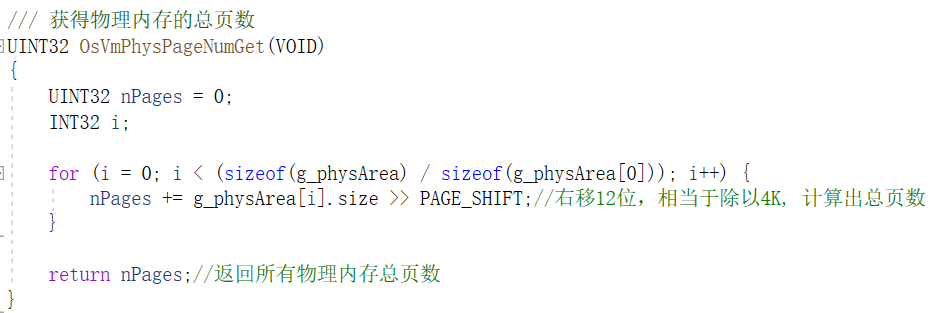 /// 获得物理内存的总页数
UINT32 OsVmPhysPageNumGet(VOID)
{
    UINT32 nPages = 0;
    INT32 i;

    for (i = 0; i < (sizeof(g_physArea) / sizeof(g_physArea[0])); i++) {
        nPages += g_physArea[i].size >> PAGE_SHIFT;//右移12位，相当于除以4K, 计算出总页数
    }

    return nPages;//返回所有物理内存总页数
}